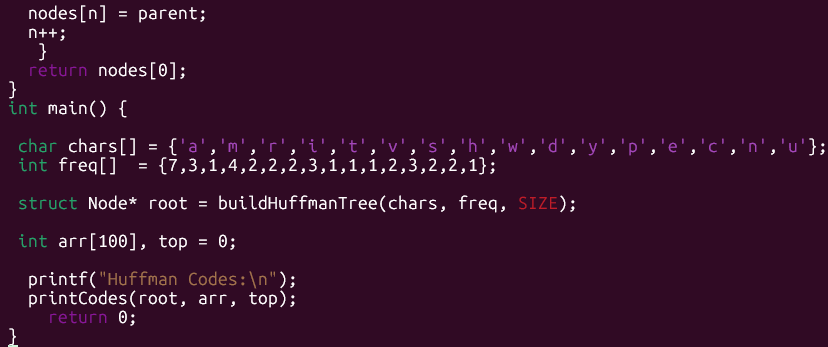 nodes[n] = parent;
n++;
}
return nodes[0];
}
int main() {
char chars[] = {'a','m','r','i','t','v','s','h','w','d','y','p','e','c','n','u'};
int freq[]  = {7,3,1,4,2,2,2,3,1,1,1,2,3,2,2,1};
struct Node* root = buildHuffmanTree(chars, freq, SIZE);
int arr[100], top = 0;
printf("Huffman Codes:\n");
printCodes(root, arr, top);
return 0;
}